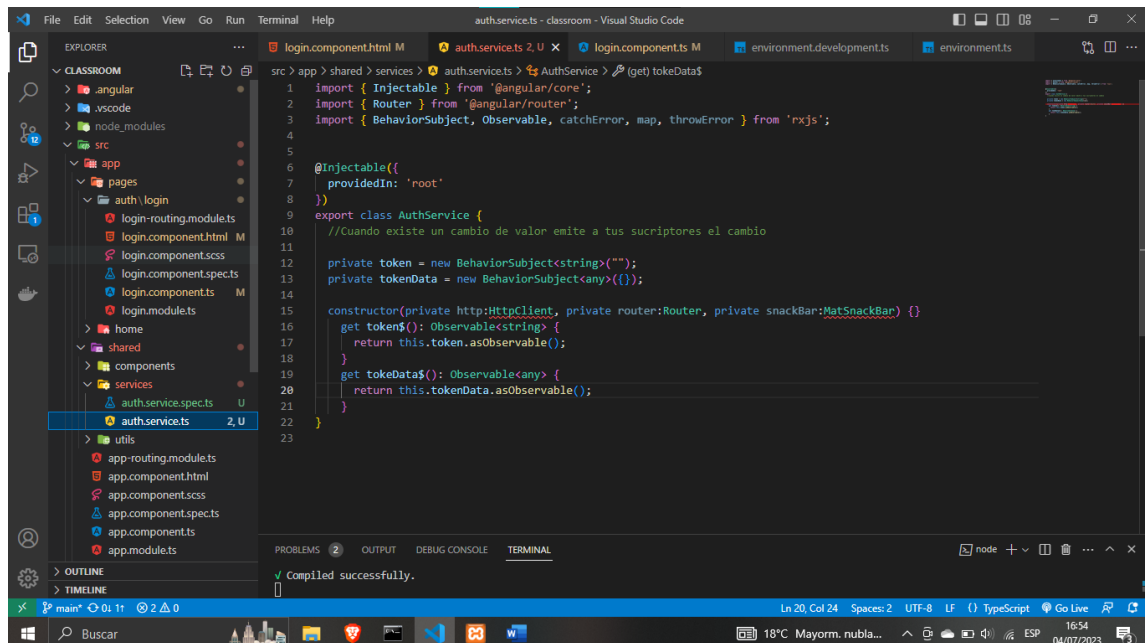 File Edit Selection View Go Run Terminal Help auth.service.ts - classroom - Visual Studio Code
EXPLORER
login.component.html M auth.service.ts 2, U login.component.ts M environment.development.ts environment.ts
CLASSROOM
src > app > shared > services > auth.service.ts > AuthService > (get) tokeData$
.angular
.vscode
node_modules
src
app
pages
auth\login
login-routing.module.ts
login.component.html M
login.component.scss
login.component.spec.ts
login.component.ts M
login.module.ts
home
shared
components
services
auth.service.spec.ts U
auth.service.ts 2, U
utils
app-routing.module.ts
app.component.html
app.component.scss
app.component.spec.ts
app.component.ts
app.module.ts
OUTLINE
TIMELINE
12
1
1 import { Injectable } from '@angular/core';
2 import { Router } from '@angular/router';
3 import { BehaviorSubject, Observable, catchError, map, throwError } from 'rxjs';
4
5
6 @Injectable({
7 providedIn: 'root'
8 })
9 export class AuthService {
10 //Cuando existe un cambio de valor emite a tus sucriptores el cambio
11
12 private token = new BehaviorSubject<string>("");
13 private tokenData = new BehaviorSubject<any>({});
14
15 constructor(private http:HttpClient, private router:Router, private snackBar:MatSnackBar) {}
16 get token$(): Observable<string> {
17 return this.token.asObservable();
18 }
19 get tokeData$(): Observable<any> {
20 return this.tokenData.asObservable();
21 }
22 }
23
PROBLEMS 2 OUTPUT DEBUG CONSOLE TERMINAL node
√ Compiled successfully.
main* 0↓ 1↑ 2 0 Ln 20, Col 24 Spaces: 2 UTF-8 LF {} TypeScript Go Live
Buscar 18°C Mayorm. nubla... ESP 16:54
04/07/2023